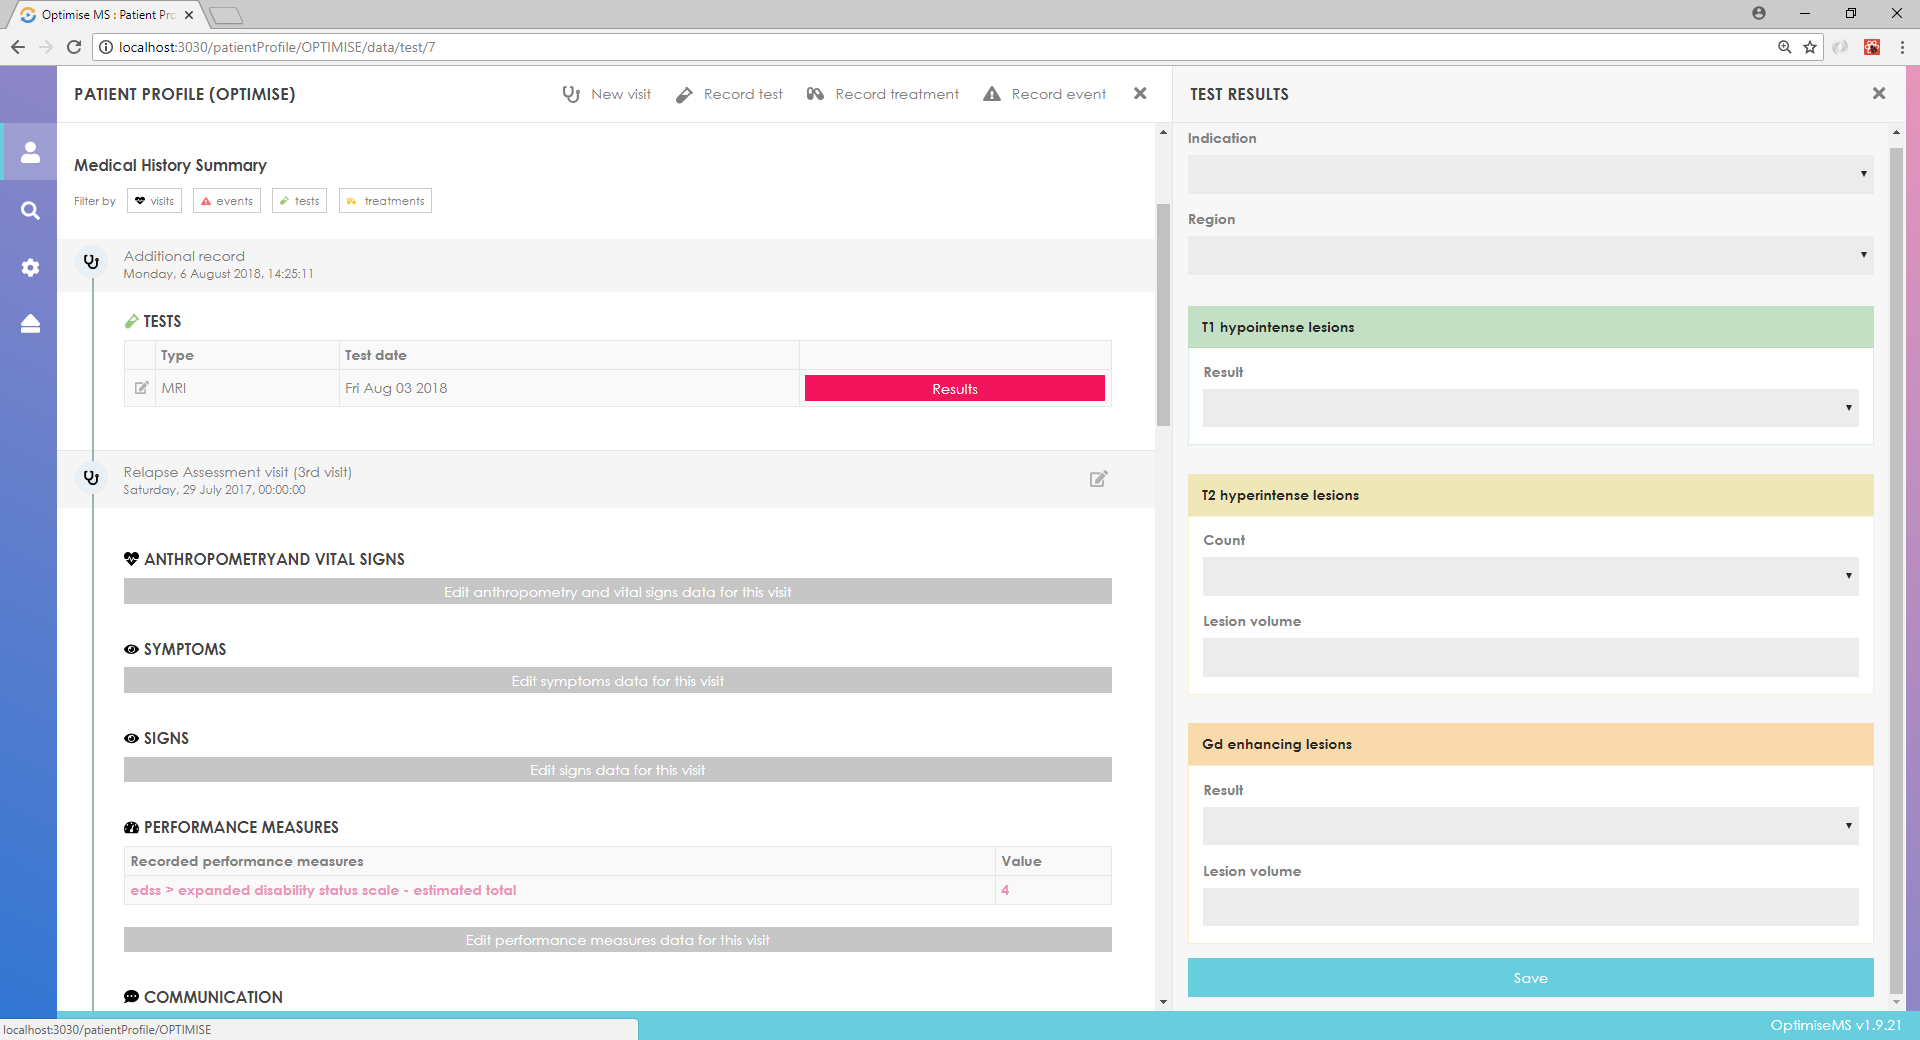 Optimise MS : Patient Pro
localhost:3030/patientProfile/OPTIMISE/data/test/7
PATIENT PROFILE (OPTIMISE)
New visit
Record test
Record treatment
Record event
Medical History Summary
Filter by
visits
events
tests
treatments
Additional record
Monday, 6 August 2018, 14:25:11
TESTS
Type
Test date
MRI
Fri Aug 03 2018
Results
Relapse Assessment visit (3rd visit)
Saturday, 29 July 2017, 00:00:00
ANTHROPOMETRYAND VITAL SIGNS
Edit anthropometry and vital signs data for this visit
SYMPTOMS
Edit symptoms data for this visit
SIGNS
Edit signs data for this visit
PERFORMANCE MEASURES
Recorded performance measures
Value
edss > expanded disability status scale - estimated total
4
Edit performance measures data for this visit
COMMUNICATION
TEST RESULTS
Indication
Region
T1 hypointense lesions
Result
T2 hyperintense lesions
Count
Lesion volume
Gd enhancing lesions
Result
Lesion volume
Save
localhost:3030/patientProfile/OPTIMISE
OptimiseMS v1.9.21